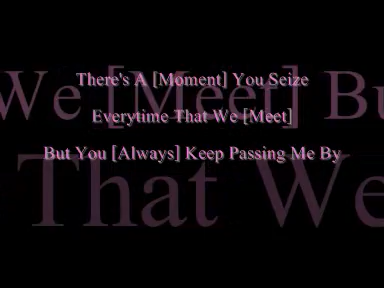 We [Meet] Bu
There's A [Moment] You Seize
Everytime That We [Meet]
But You [Always] Keep Passing Me By
That We